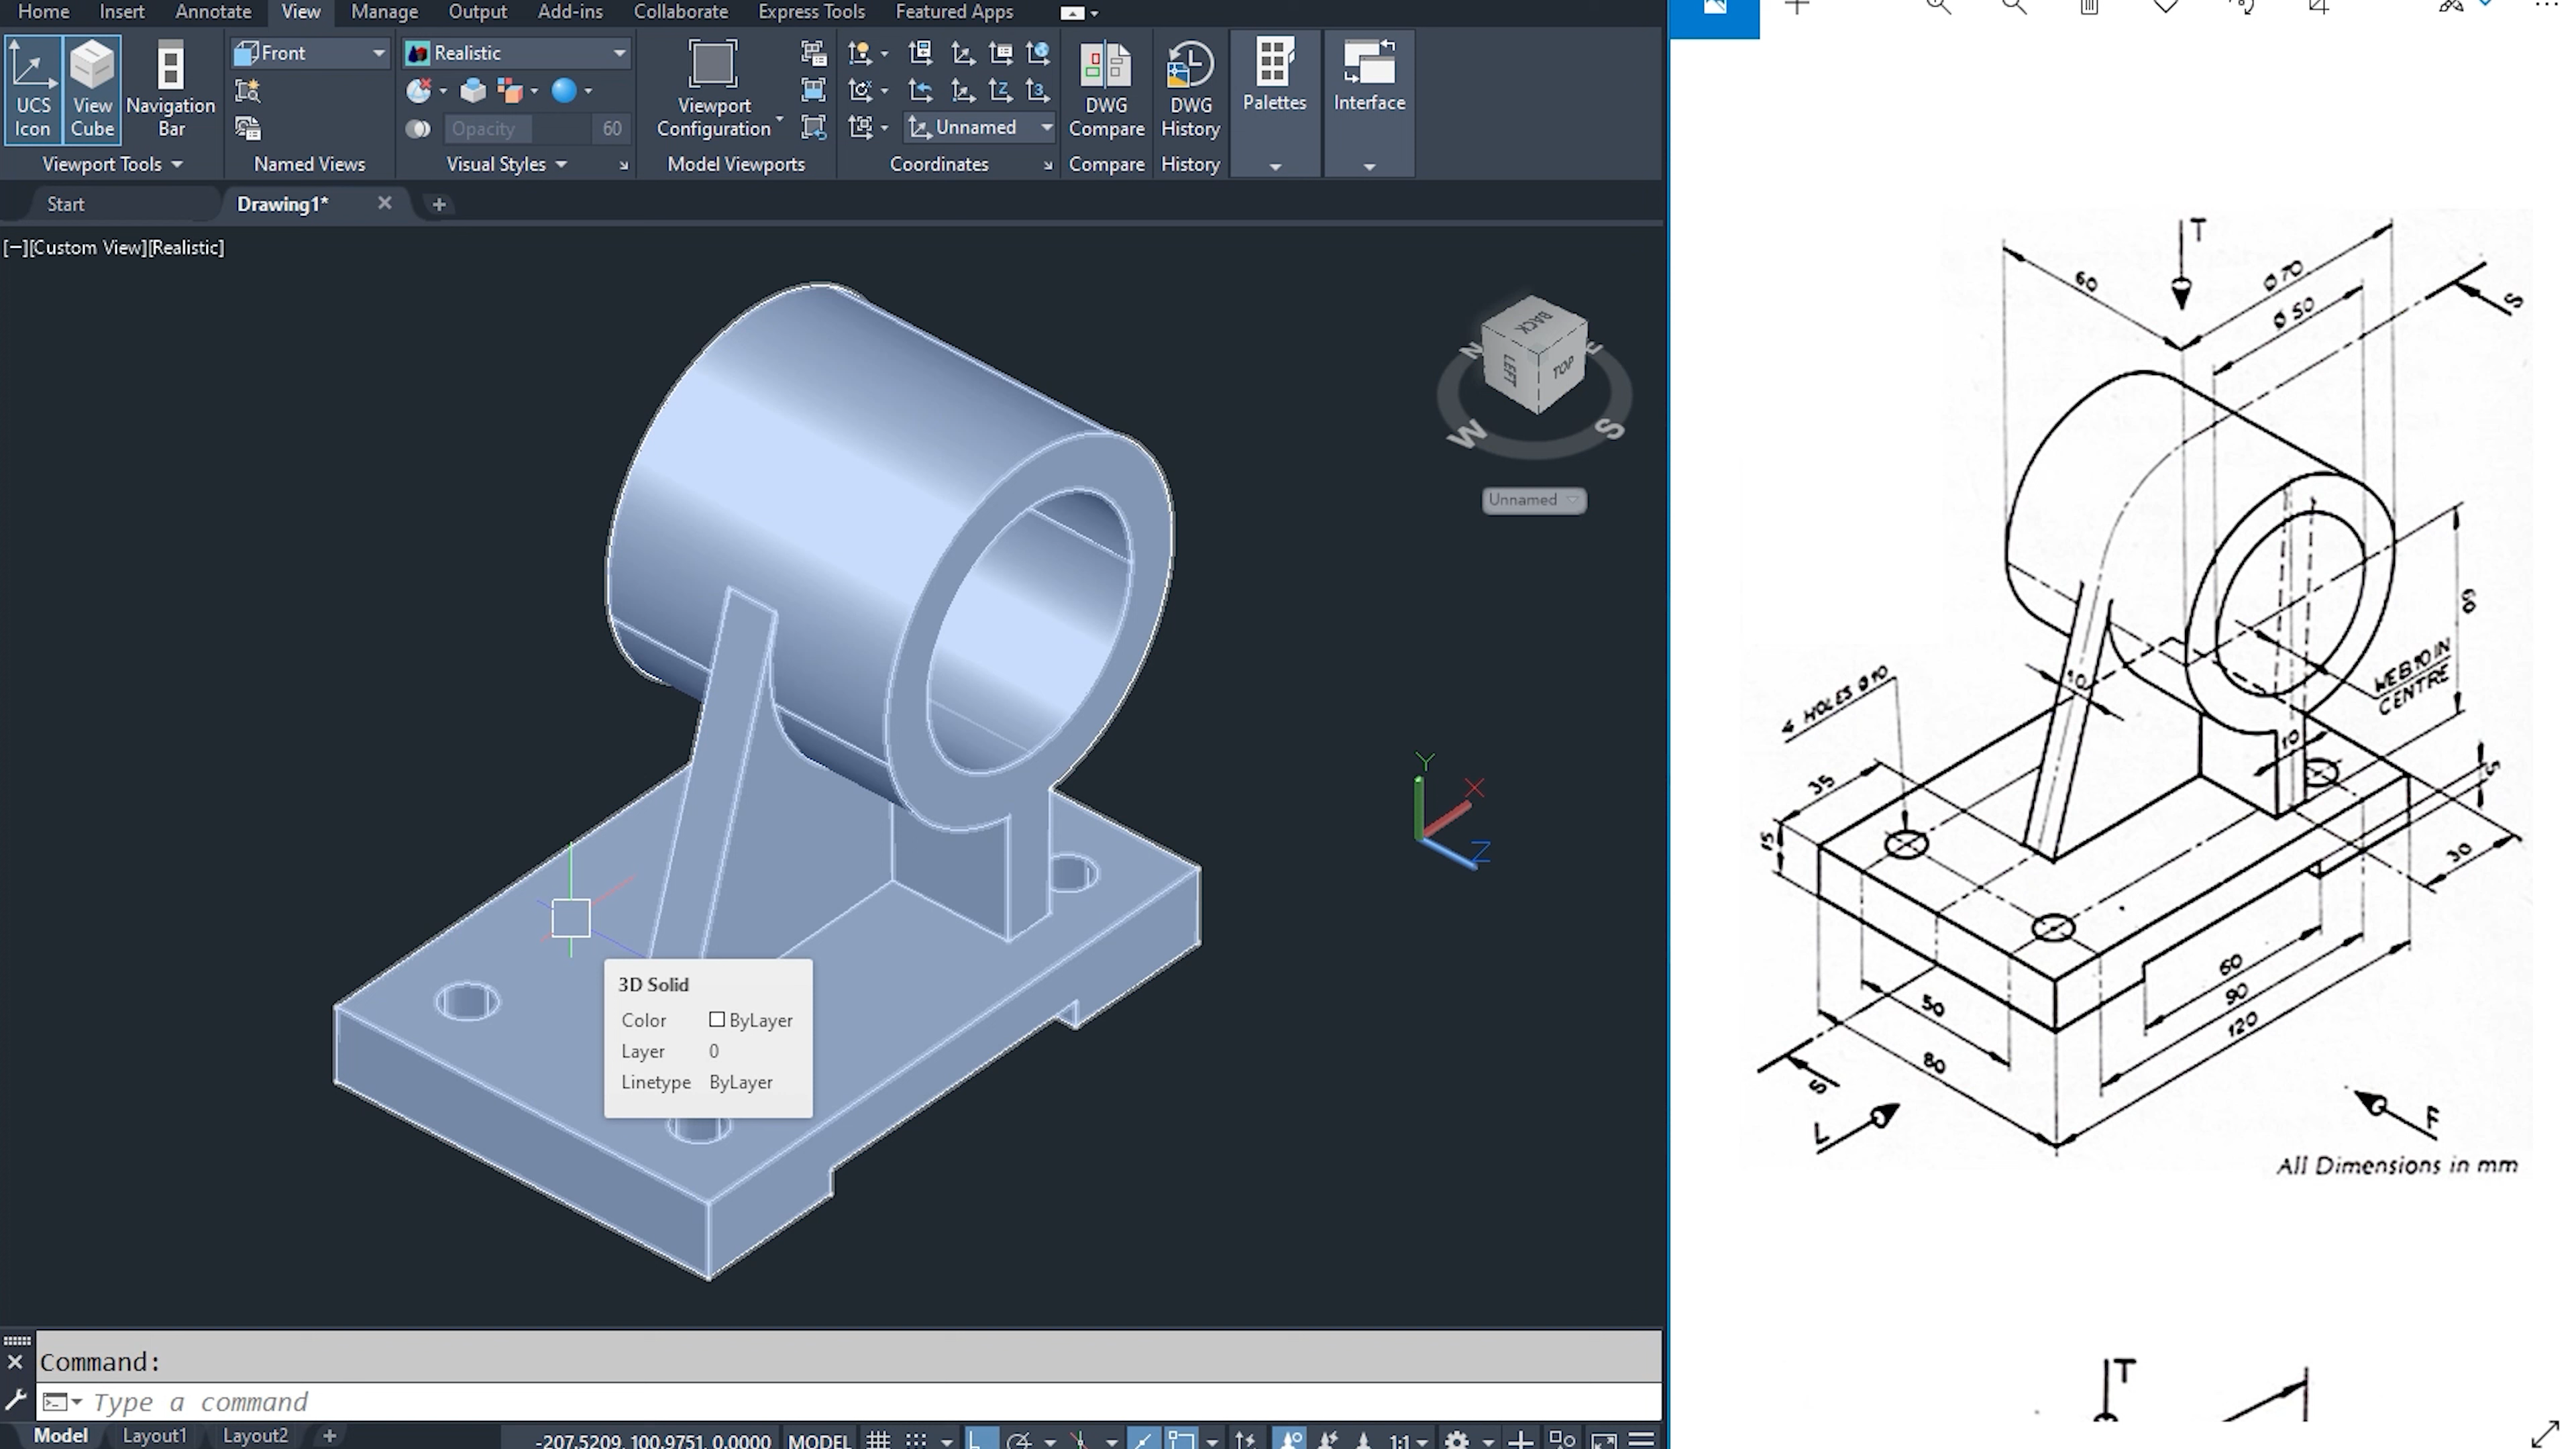 Home Insert Annotate View Manage Output Add-ins Collaborate Express Tools Featured Apps
UCS Icon
View Cube
Navigation Bar
Front
Realistic
Opacity 60
Viewport Configuration
Unnamed
DWG Compare
DWG History
Palettes
Interface
Viewport Tools
Named Views
Visual Styles
Model Viewports
Coordinates
Compare
History
Start
Drawing1*
[−][Custom View][Realistic]
BACK
LEFT
TOP
N
E
W
S
Unnamed
Y
X
Z
3D Solid
Color ByLayer
Layer 0
Linetype ByLayer
Command:
Type a command
Model Layout1 Layout2
-207.5209, 100.9751, 0.0000 MODEL
1:1
T
60
Ø 70
Ø 50
S
60
WEB 10 IN
CENTRE
4 HOLES Ø 10
10
10
35
15
5
30
60
90
120
50
80
S
L
F
All Dimensions in mm
T